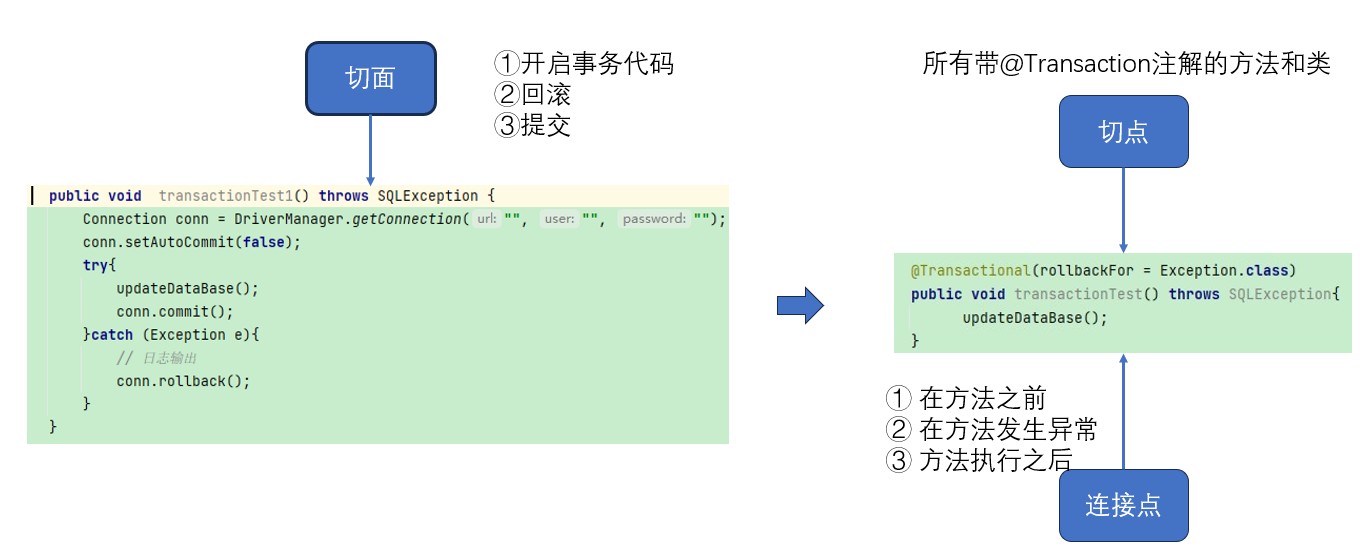 切面
①开启事务代码
②回滚
③提交
public void transactionTest1() throws SQLException {
Connection conn = DriverManager.getConnection( url: "", user: "", password: "");
conn.setAutoCommit(false);
try{
updateDataBase();
conn.commit();
}catch (Exception e){
// 日志输出
conn.rollback();
}
}
所有带@Transaction注解的方法和类
切点
@Transactional(rollbackFor = Exception.class)
public void transactionTest() throws SQLException{
updateDataBase();
}
① 在方法之前
② 在方法发生异常
③ 方法执行之后
连接点